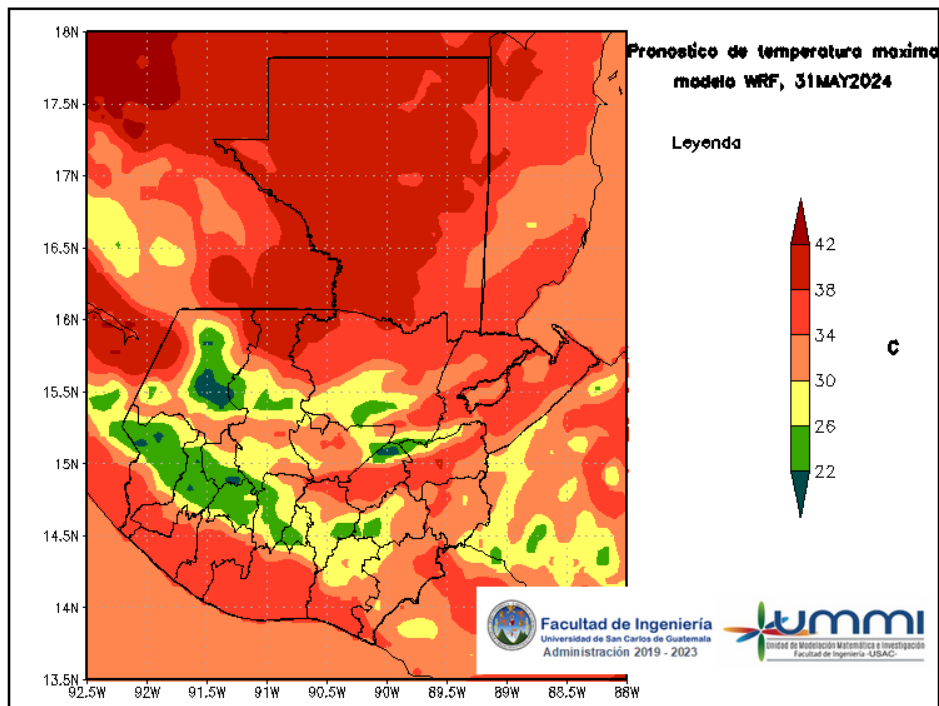 Pronostico de temperatura maxima
modelo WRF, 31MAY2024
Leyenda
18N
17.5N
17N
16.5N
16N
15.5N
15N
14.5N
14N
13.5N
92.5W 92W 91.5W 91W 90.5W 90W 89.5W 89W 88.5W 88W
42
38
34
30
26
22
C
Facultad de Ingeniería
Universidad de San Carlos de Guatemala
Administración 2019 - 2023
UMMI
Unidad de Modelación Matemática e Investigación
Facultad de Ingeniería -USAC-